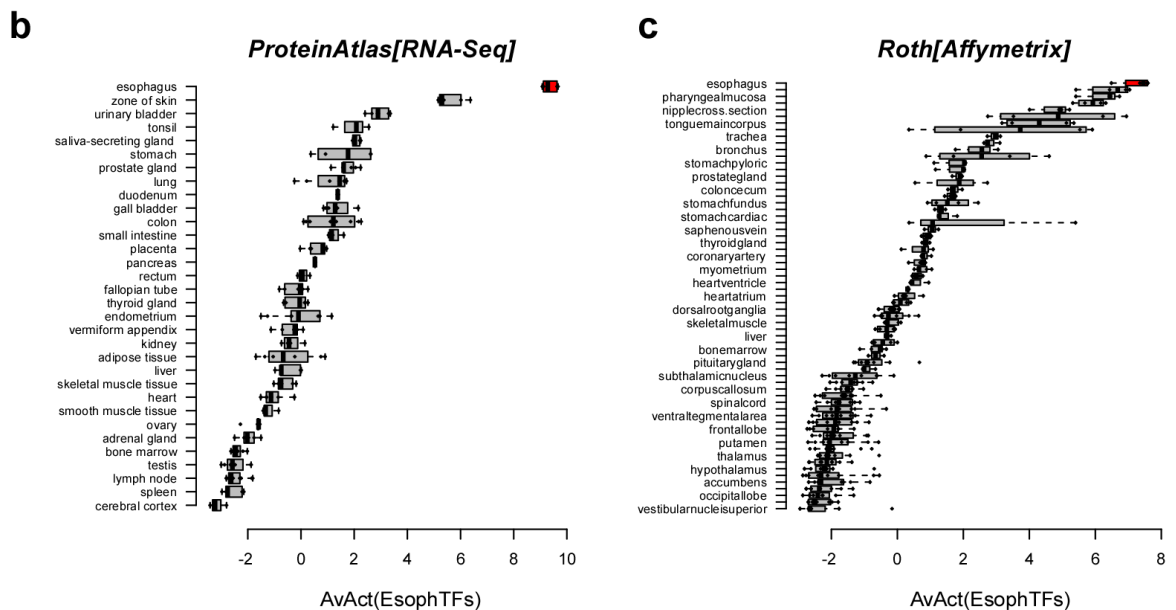 b
ProteinAtlas[RNA-Seq]
esophagus
zone of skin
urinary bladder
tonsil
saliva-secreting gland
stomach
prostate gland
lung
duodenum
gall bladder
colon
small intestine
placenta
pancreas
rectum
fallopian tube
thyroid gland
endometrium
vermiform appendix
kidney
adipose tissue
liver
skeletal muscle tissue
heart
smooth muscle tissue
ovary
adrenal gland
bone marrow
testis
lymph node
spleen
cerebral cortex
-2 0 2 4 6 8 10
AvAct(EsophTFs)
c
Roth[Affymetrix]
esophagus
pharyngealmucosa
nipplecross.section
tonguemaincorpus
trachea
bronchus
stomachpyloric
prostategland
coloncecum
stomachfundus
stomachcardiac
saphenousvein
thyroidgland
coronaryartery
myometrium
heartventricle
heartatrium
dorsalrootganglia
skeletalmuscle
liver
bonemarrow
pituitarygland
subthalamicnucleus
corpuscallosum
spinalcord
ventraltegmentalarea
frontallobe
putamen
thalamus
hypothalamus
accumbens
occipitallobe
vestibularnucleisuperior
-2 0 2 4 6 8
AvAct(EsophTFs)